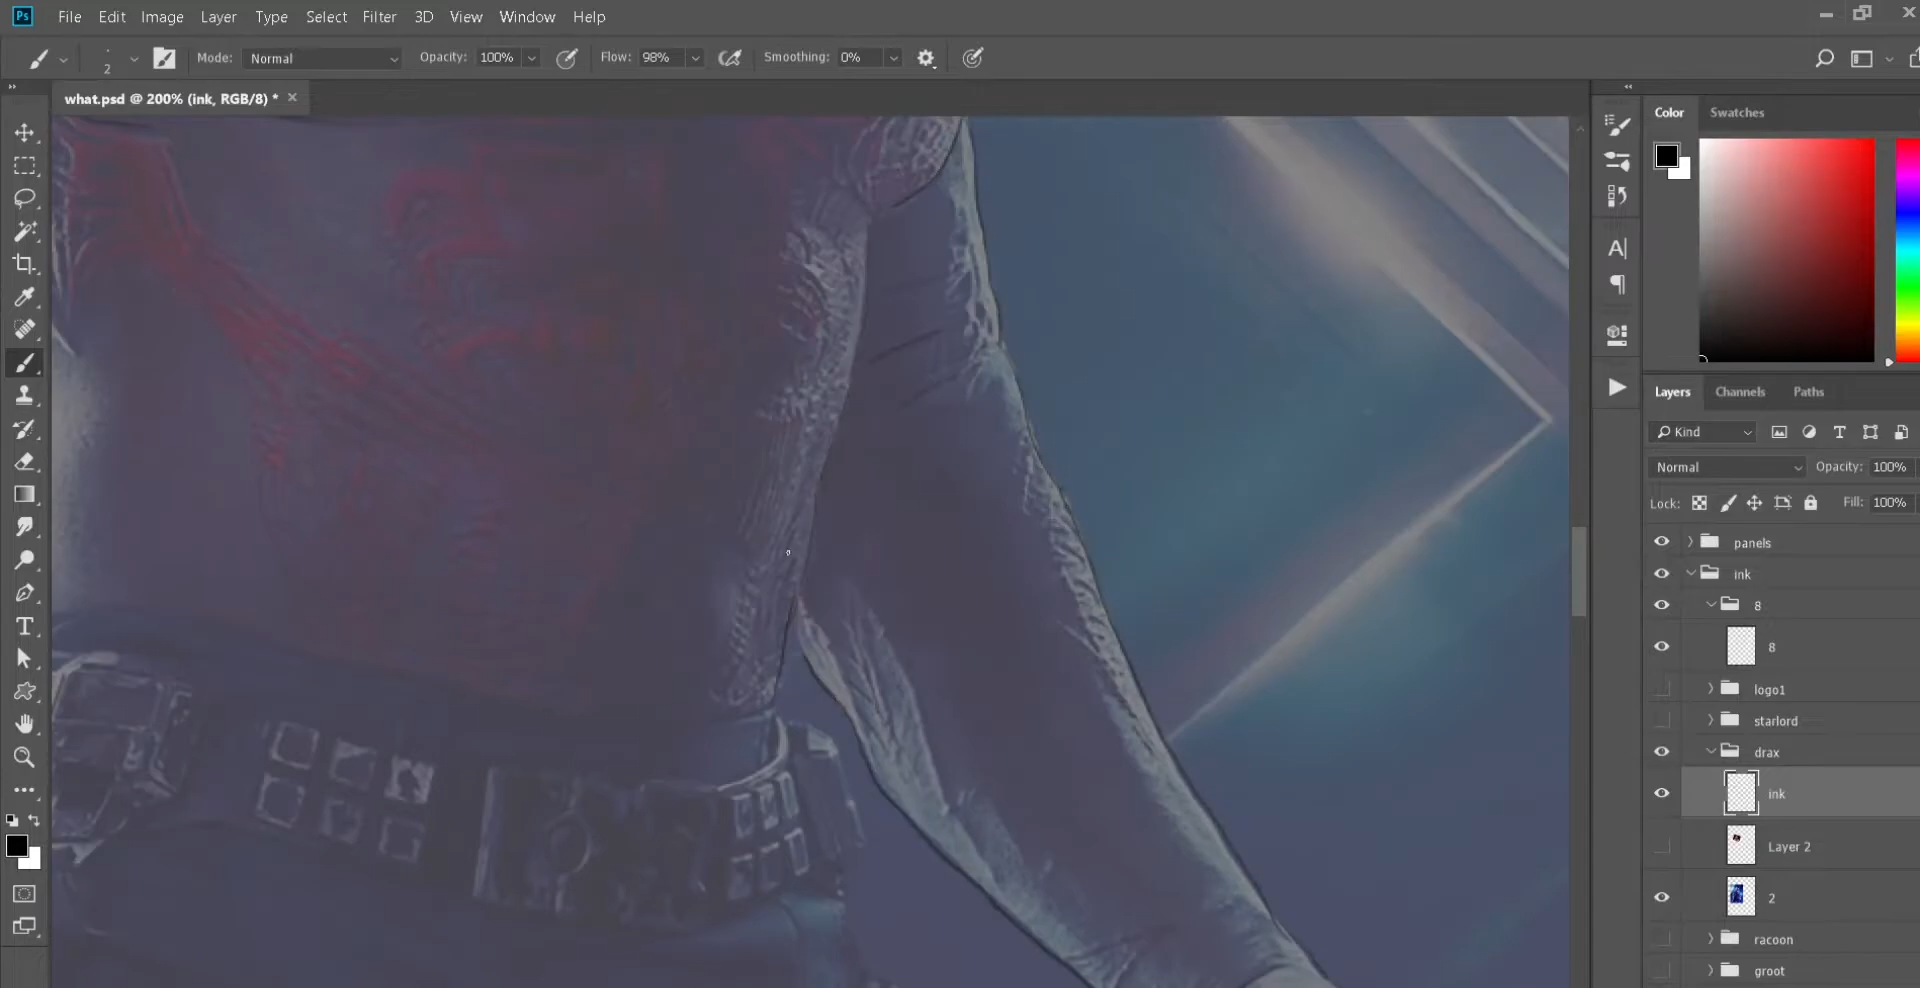 Ps File Edit Image Layer Type Select Filter 3D View Window Help
2 Mode: Normal Opacity: 100% Flow: 98% Smoothing: 0%
what.psd @ 200% (ink, RGB/8) *
Color Swatches
Layers Channels Paths
Kind
Normal Opacity: 100%
Lock: Fill: 100%
panels
ink
8
8
logo1
starlord
drax
ink
Layer 2
2
racoon
groot